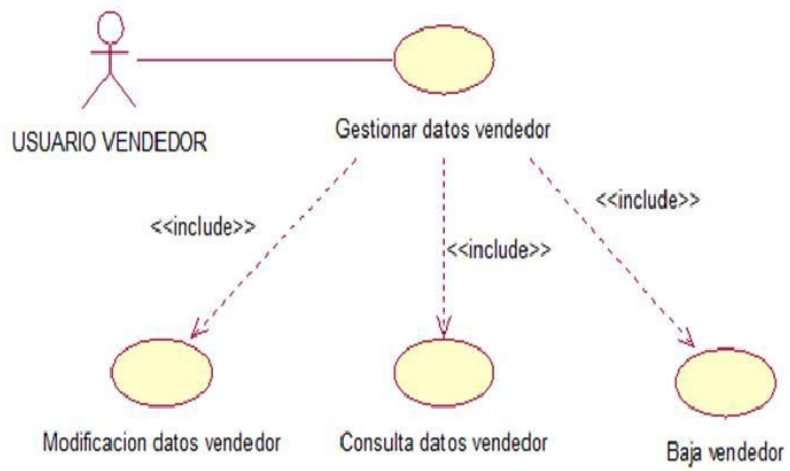 USUARIO VENDEDOR
Gestionar datos vendedor
<<include>>
<<include>>
<<include>>
Modificacion datos vendedor
Consulta datos vendedor
Baja vendedor